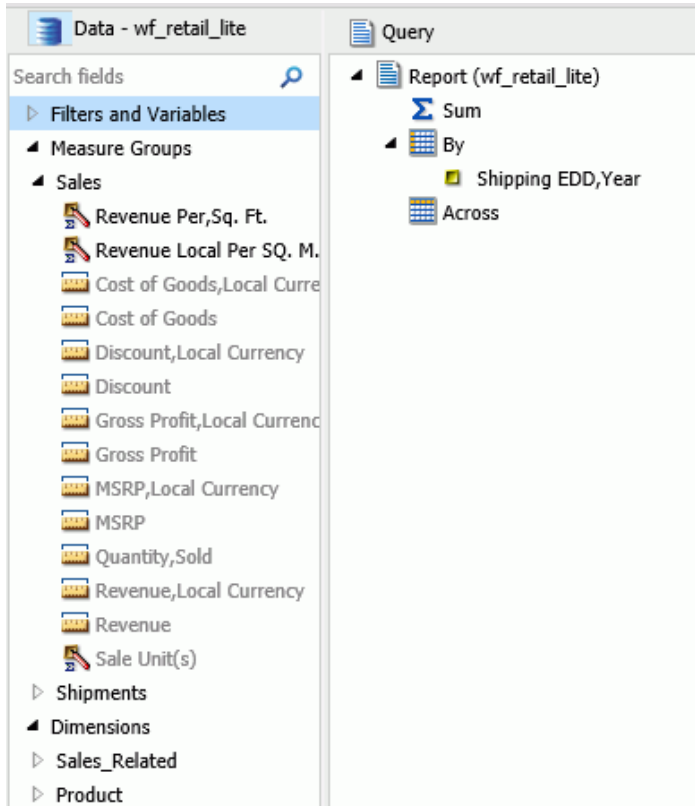 Data - wf_retail_lite
Search fields
Filters and Variables
Measure Groups
Sales
Revenue Per,Sq. Ft.
Revenue Local Per SQ. M.
Cost of Goods,Local Curre
Cost of Goods
Discount,Local Currency
Discount
Gross Profit,Local Currenc
Gross Profit
MSRP,Local Currency
MSRP
Quantity,Sold
Revenue,Local Currency
Revenue
Sale Unit(s)
Shipments
Dimensions
Sales_Related
Product
Query
Report (wf_retail_lite)
Sum
By
Shipping EDD,Year
Across